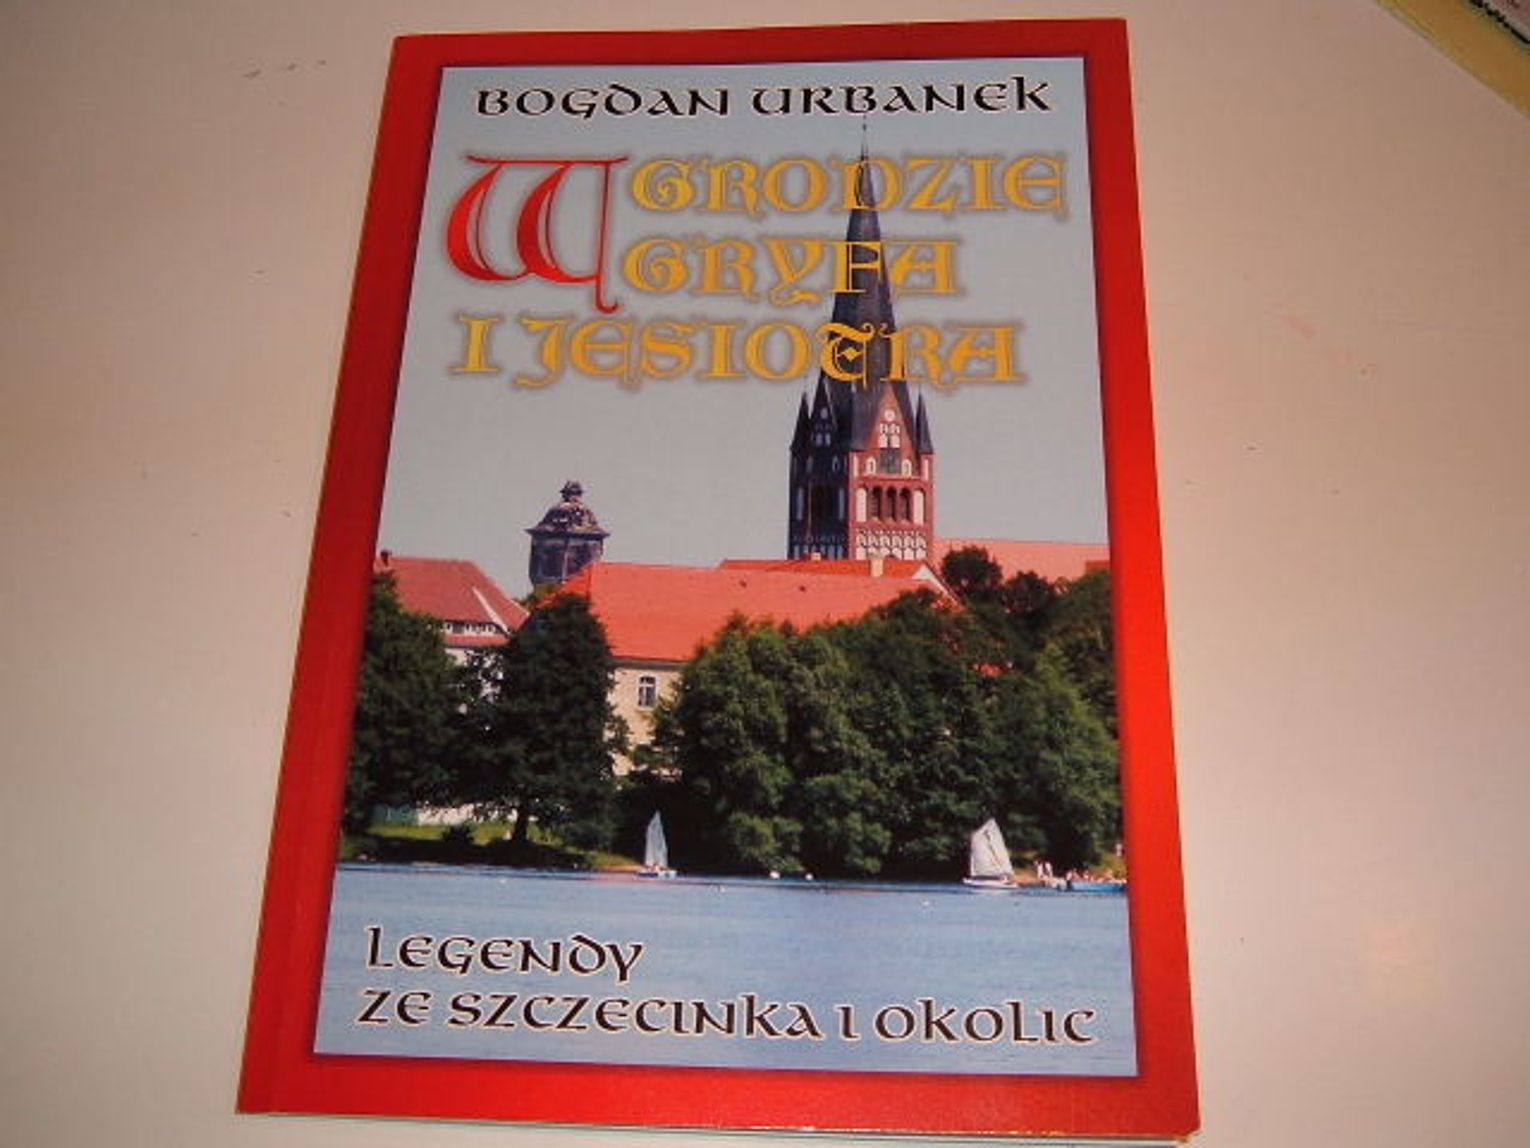 BOGDAN URBANEK
W GRODZIE
GRYFA
I JESIOTRA
LEGENDY
ZE SZCZECINKA I OKOLIC